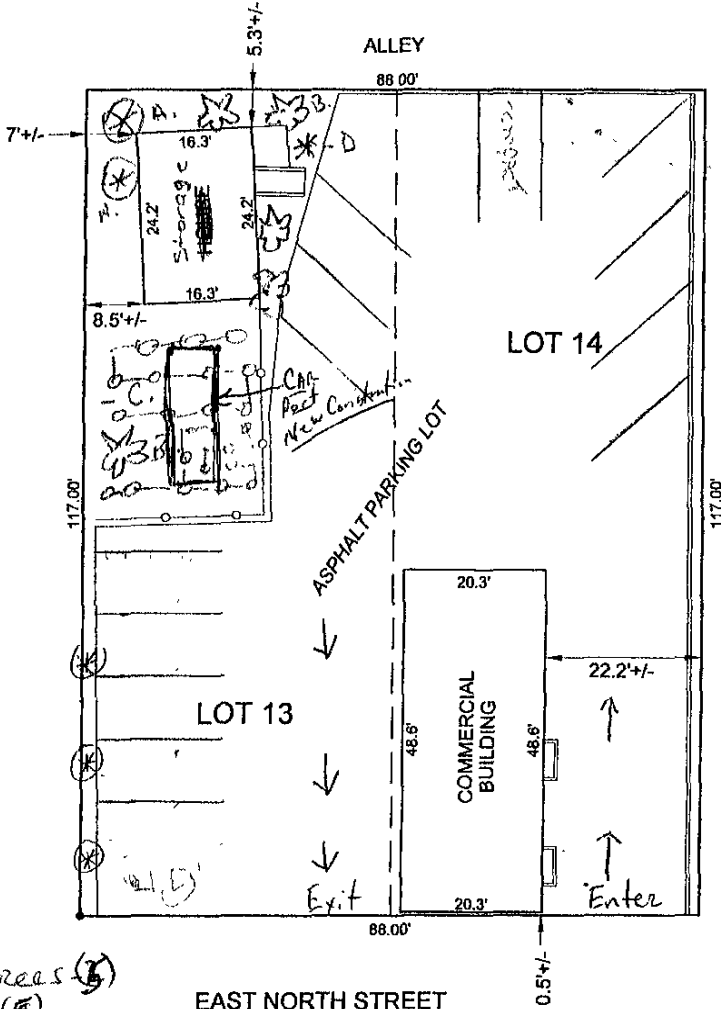 5.3'+/-
ALLEY
88.00'
7'+/-
A.
B.
D
16.3'
A.
24.2'
Storage
24.2'
16.3'
8.5'+/-
LOT 14
CAR
Port
New Construction
C.
B
117.00'
117.00'
ASPHALT PARKING LOT
20.3'
22.2'+/-
LOT 13
48.6'
COMMERCIAL
BUILDING
48.6'
Exit
20.3'
Enter
88.00'
0.5'+/-
EAST NORTH STREET